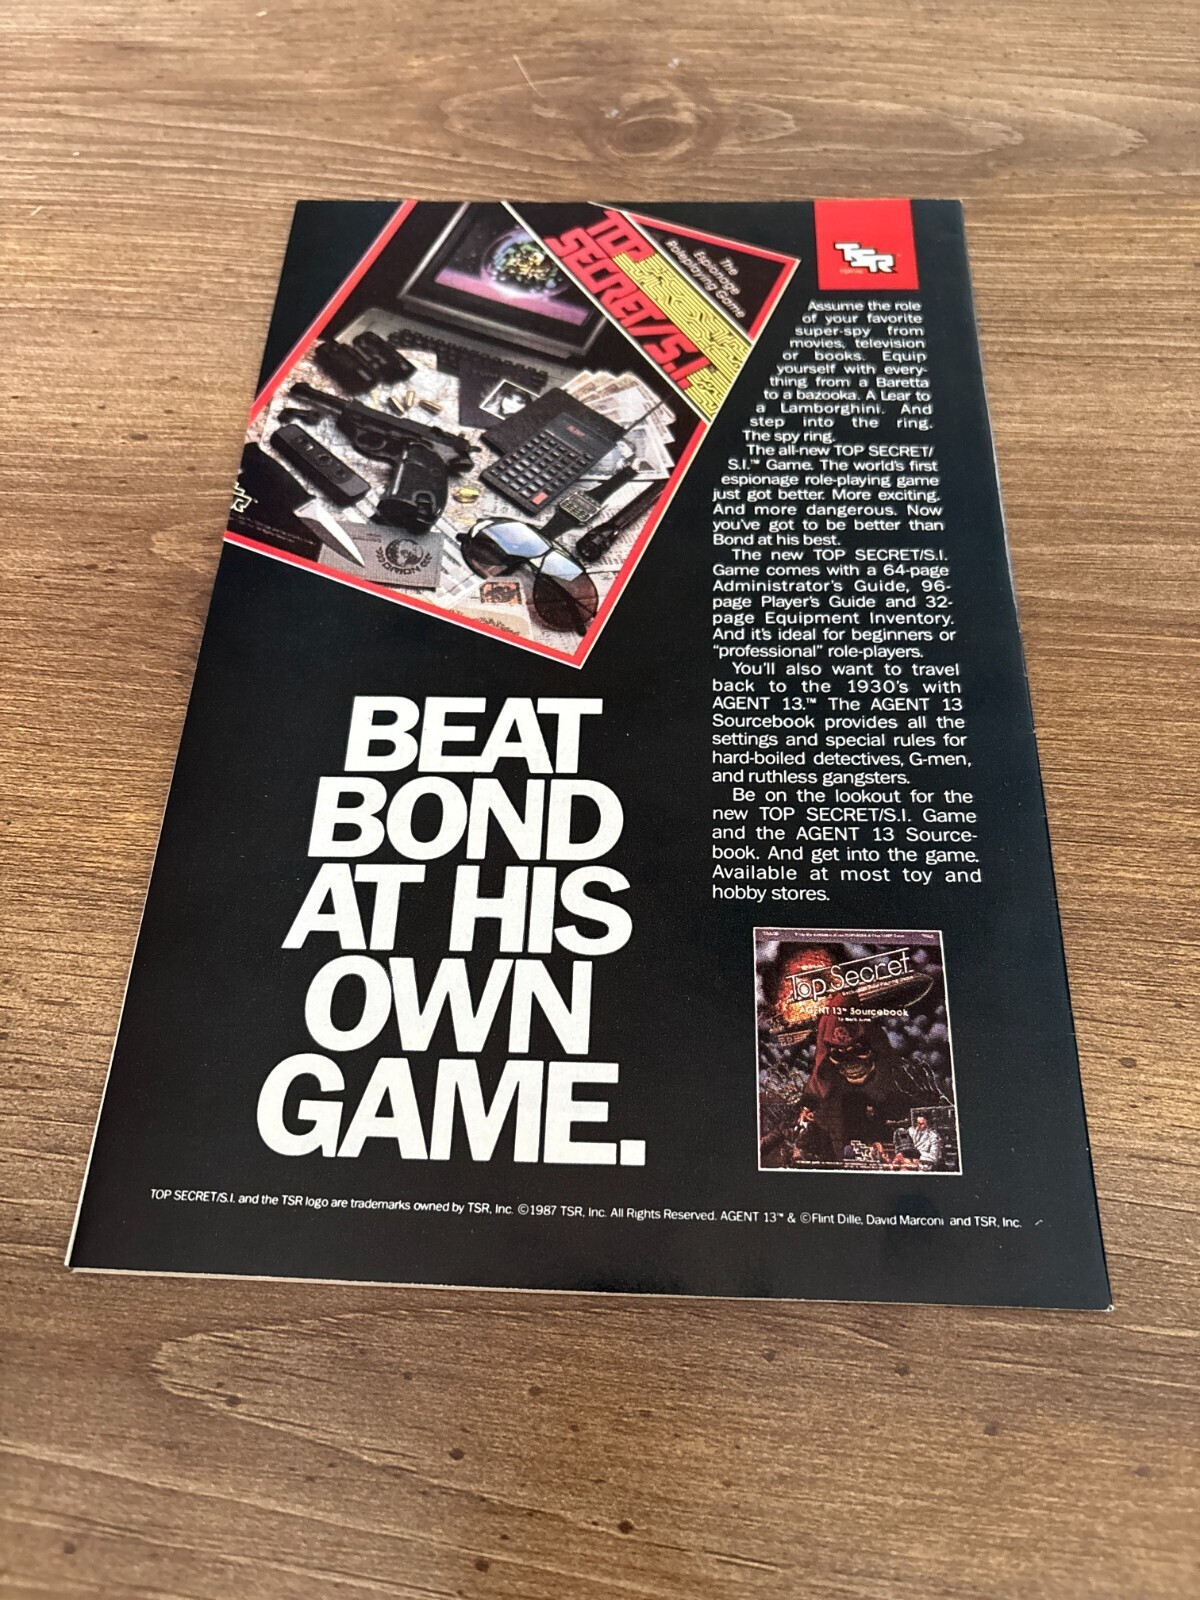 The
Espionage
Roleplaying Game
TOP
SECRET/S.I.
TSR
Assume the role
of your favorite
super-spy from
movies, television
or books. Equip
yourself with every-
thing from a Baretta
to a bazooka. A Lear to
a Lamborghini. And
step into the ring.
The spy ring.
The all-new TOP SECRET/
S.I.™ Game. The world's first
espionage role-playing game
just got better. More exciting.
And more dangerous. Now
you've got to be better than
Bond at his best.
The new TOP SECRET/S.I.
Game comes with a 64-page
Administrator's Guide, 96-
page Player's Guide and 32-
page Equipment Inventory.
And it's ideal for beginners or
"professional" role-players.
You'll also want to travel
back to the 1930's with
AGENT 13.™ The AGENT 13
Sourcebook provides all the
settings and special rules for
hard-boiled detectives, G-men,
and ruthless gangsters.
Be on the lookout for the
new TOP SECRET/S.I. Game
and the AGENT 13 Source-
book. And get into the game.
Available at most toy and
hobby stores.
BEAT
BOND
AT HIS
OWN
GAME.
Top Secret
AGENT 13™ Sourcebook
TOP SECRET/S.I. and the TSR logo are trademarks owned by TSR, Inc. ©1987 TSR, Inc. All Rights Reserved. AGENT 13™ & ©Flint Dille, David Marconi and TSR, Inc.